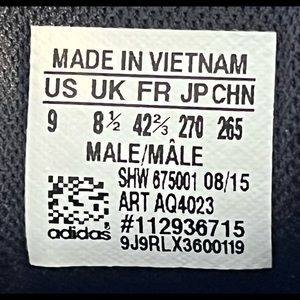 MADE IN VIETNAM
US UK FR JP CHN
9 8½ 42⅔ 270 265
MALE/MÂLE
SHW 675001 08/15
ART AQ4023
adidas #112936715
9J9RLX3600119